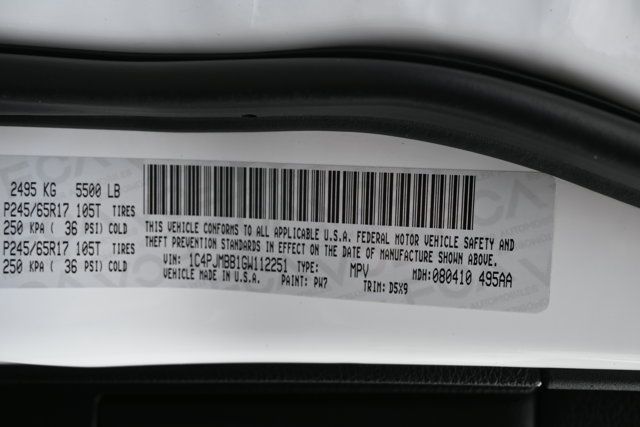 2495 KG 5500 LB
P245/65R17 105T TIRES
250 KPA ( 36 PSI) COLD
P245/65R17 105T TIRES
250 KPA ( 36 PSI) COLD
THIS VEHICLE CONFORMS TO ALL APPLICABLE U.S.A. FEDERAL MOTOR VEHICLE SAFETY AND
THEFT PREVENTION STANDARDS IN EFFECT ON THE DATE OF MANUFACTURE SHOWN ABOVE.
VIN: 1C4PJMBB1GW112251 TYPE: MPV MDH:080410 495AA
VEHICLE MADE IN U.S.A. PAINT: PW7 TRIM: D5X9